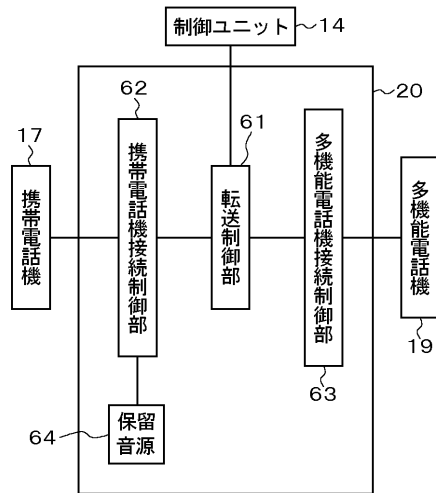 制御ユニット
14
20
62
61
17
携帯電話機
携帯電話機接続制御部
転送制御部
多機能電話機接続制御部
多機能電話機
19
63
64
保留
音源